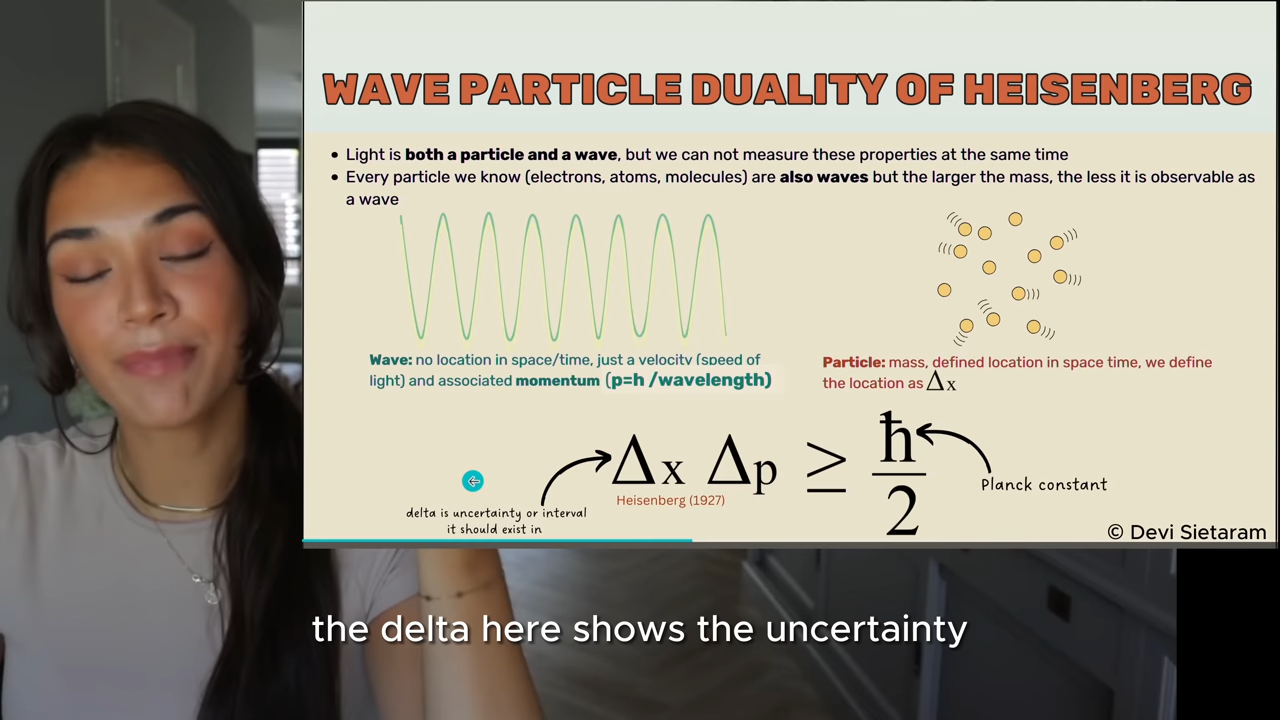 WAVE PARTICLE DUALITY OF HEISENBERG
• Light is both a particle and a wave, but we can not measure these properties at the same time
• Every particle we know (electrons, atoms, molecules) are also waves but the larger the mass, the less it is observable as
a wave
Wave: no location in space/time, just a velocity (speed of
light) and associated momentum (p=h /wavelength)
Particle: mass, defined location in space time, we define
the location as Δx
Δx Δp ≥ ħ/2
Heisenberg (1927)
Planck constant
delta is uncertainty or interval
it should exist in
© Devi Sietaram
the delta here shows the uncertainty